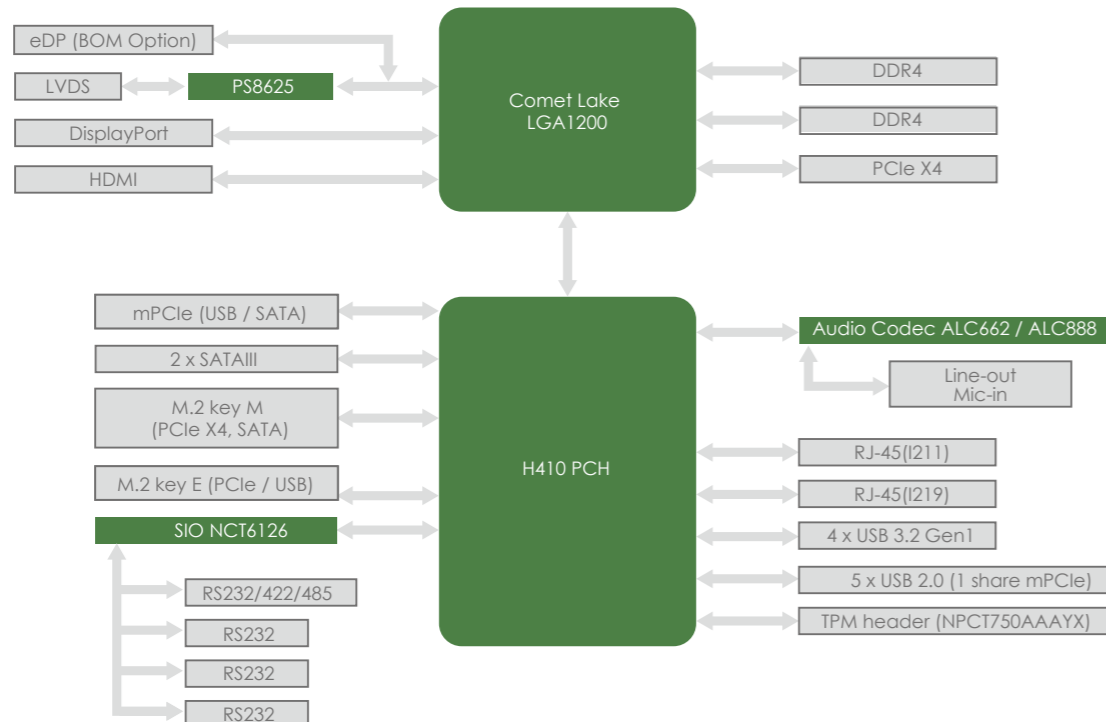 eDP (BOM Option)
LVDS
PS8625
DisplayPort
HDMI
Comet Lake
LGA1200
DDR4
DDR4
PCIe X4
mPCIe (USB / SATA)
2 x SATAIII
M.2 key M
(PCIe X4, SATA)
M.2 key E (PCIe / USB)
SIO NCT6126
RS232/422/485
RS232
RS232
RS232
H410 PCH
Audio Codec ALC662 / ALC888
Line-out
Mic-in
RJ-45(I211)
RJ-45(I219)
4 x USB 3.2 Gen1
5 x USB 2.0 (1 share mPCIe)
TPM header (NPCT750AAAYX)